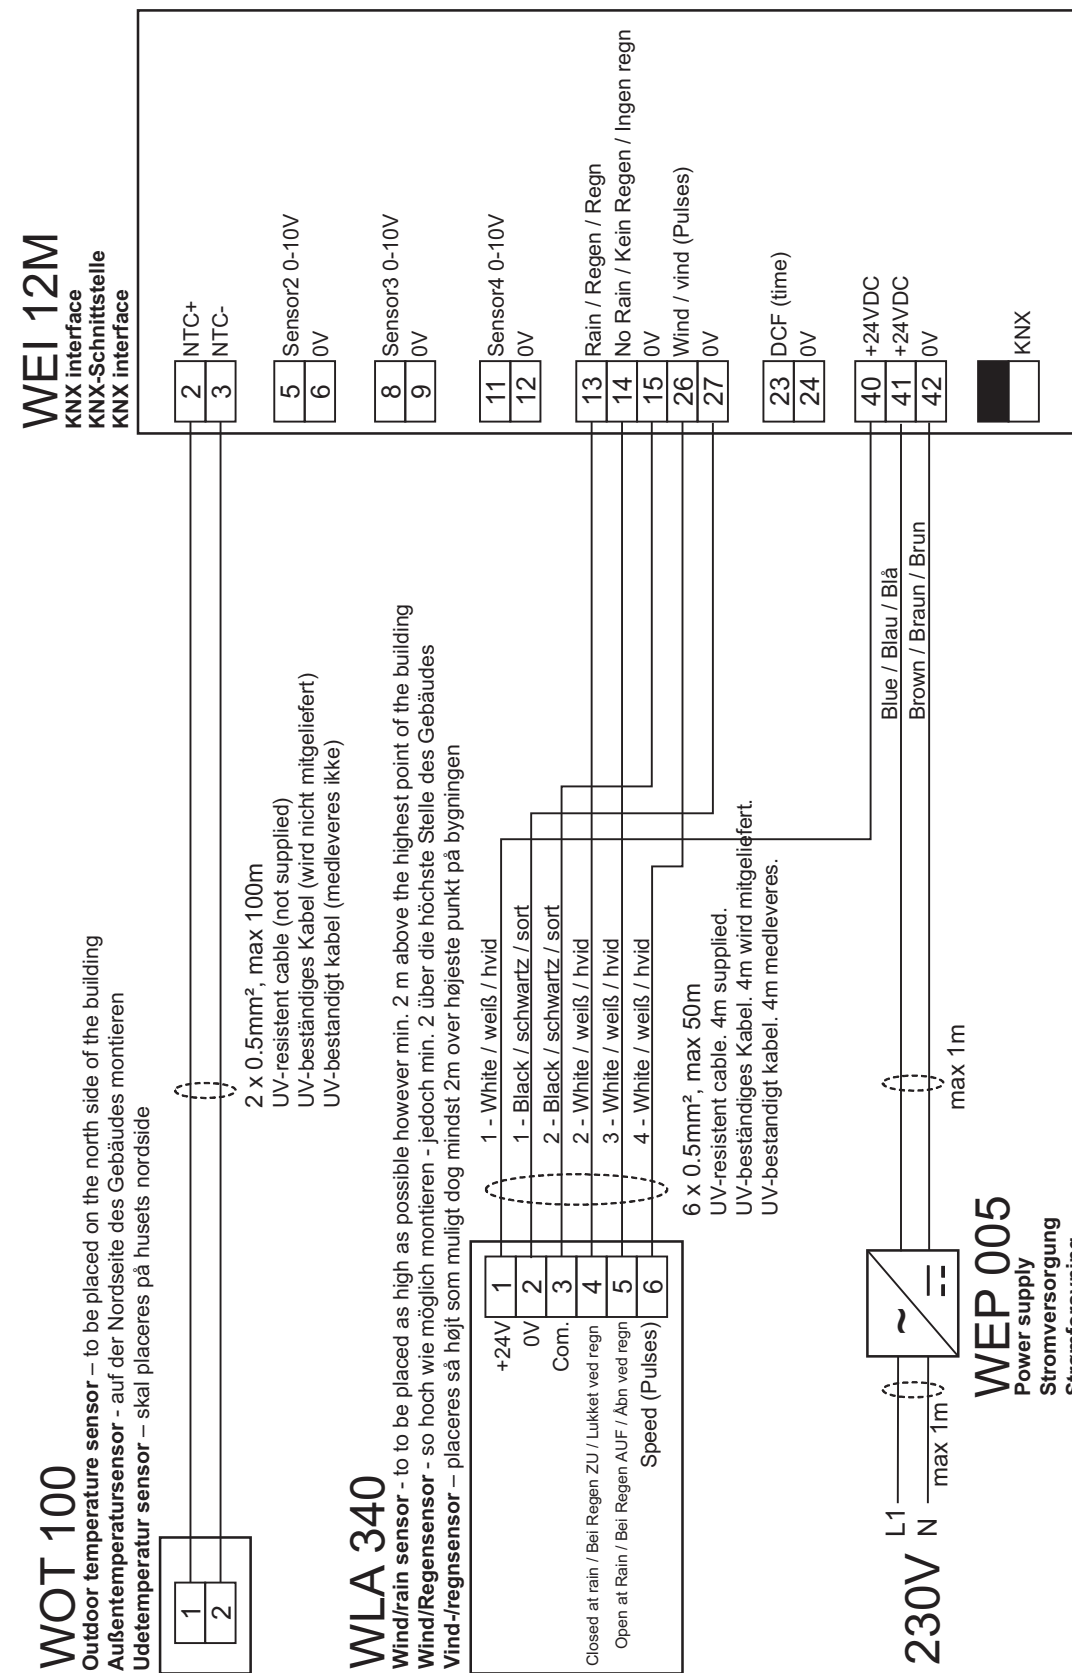 WOT 100
Outdoor temperature sensor – to be placed on the north side of the building
Außentemperatursensor - auf der Nordseite des Gebäudes montieren
Udetemperatur sensor – skal placeres på husets nordside
1
2
2 x 0.5mm², max 100m
UV-resistent cable (not supplied)
UV-beständiges Kabel (wird nicht mitgeliefert)
UV-bestandigt kabel (medleveres ikke)
WEI 12M
KNX interface
KNX-Schnittstelle
KNX interface
2 NTC+
3 NTC-
5 Sensor2 0-10V
6 0V
8 Sensor3 0-10V
9 0V
11 Sensor4 0-10V
12 0V
13 Rain / Regen / Regn
14 No Rain / Kein Regen / Ingen regn
15 0V
26 Wind / vind (Pulses)
27 0V
23 DCF (time)
24 0V
40 +24VDC
41 +24VDC
42 0V
KNX
WLA 340
Wind/rain sensor - to to be placed as high as possible however min. 2 m above the highest point of the building
Wind/Regensensor - so hoch wie möglich montieren - jedoch min. 2 über die höchste Stelle des Gebäudes
Vind-/regnsensor – placeres så højt som muligt dog mindst 2m over højeste punkt på bygningen
+24V 1
0V 2
Com. 3
Closed at rain / Bei Regen ZU / Lukket ved regn 4
Open at Rain / Bei Regen AUF / Åbn ved regn 5
Speed (Pulses) 6
1 - White / weiß / hvid
1 - Black / schwartz / sort
2 - Black / schwartz / sort
2 - White / weiß / hvid
3 - White / weiß / hvid
4 - White / weiß / hvid
6 x 0.5mm², max 50m
UV-resistent cable. 4m supplied.
UV-beständiges Kabel. 4m wird mitgeliefert.
UV-bestandigt kabel. 4m medleveres.
Blue / Blau / Blå
Brown / Braun / Brun
max 1m
230V
L1
N
max 1m
~
WEP 005
Power supply
Stromversorgung